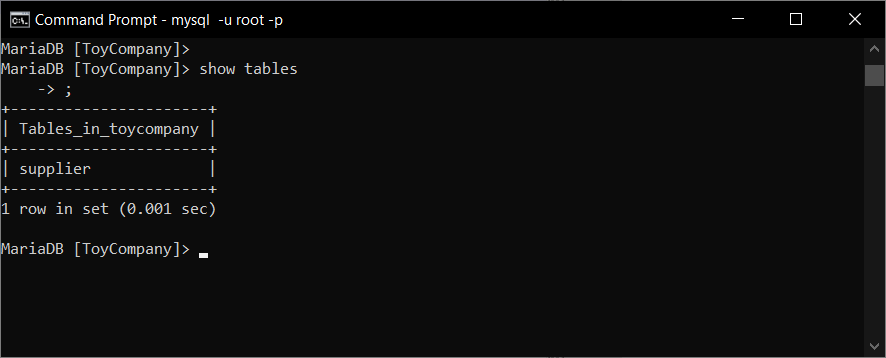 Command Prompt - mysql  -u root -p
MariaDB [ToyCompany]>
MariaDB [ToyCompany]> show tables
    -> ;
+----------------------+
| Tables_in_toycompany |
+----------------------+
| supplier             |
+----------------------+
1 row in set (0.001 sec)
MariaDB [ToyCompany]>